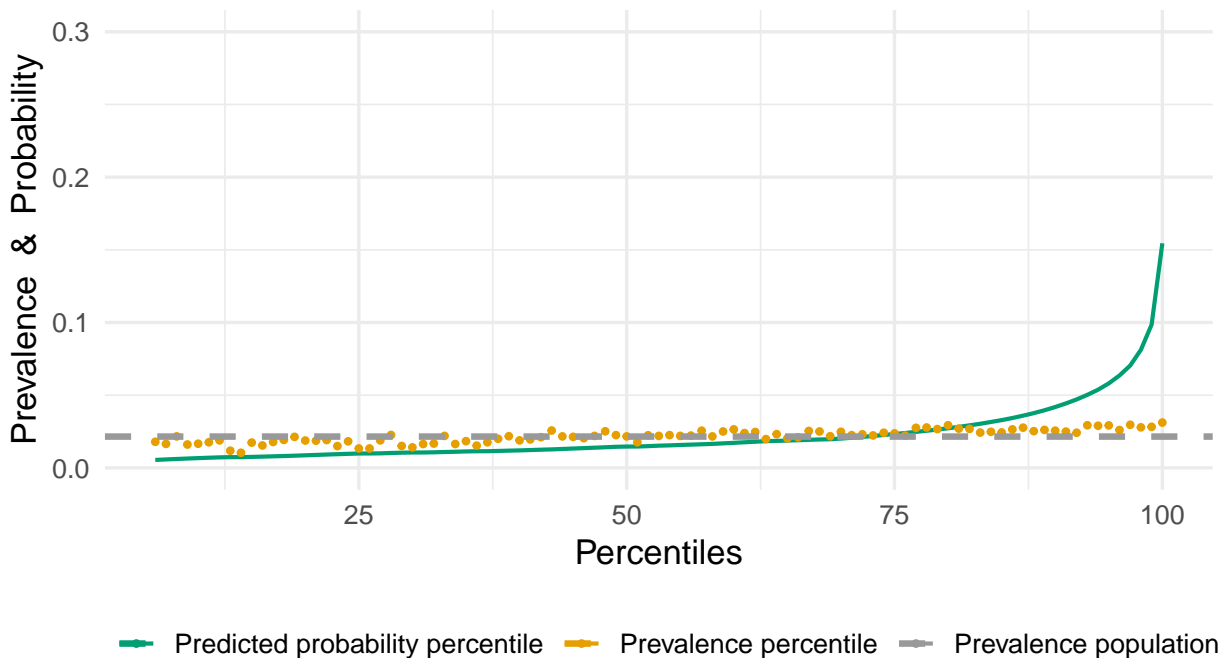 Prevalence & Probability
0.3
0.2
0.1
0.0
25 50 75 100
Percentiles
Predicted probability percentile Prevalence percentile Prevalence population